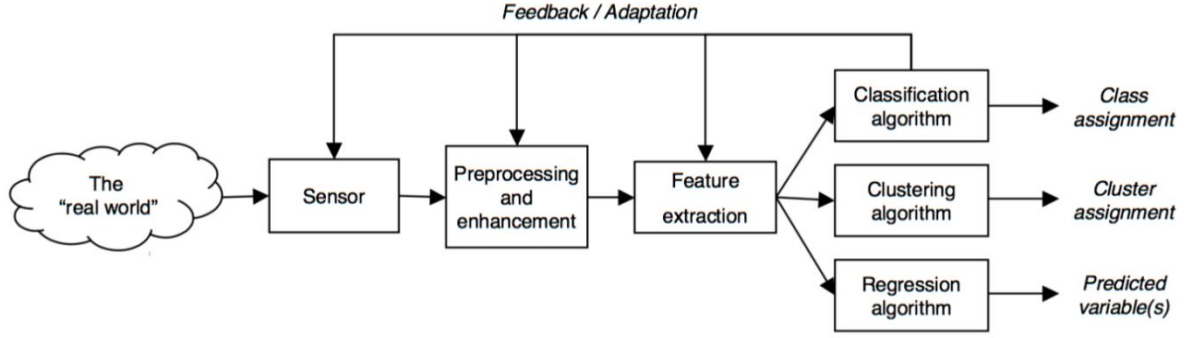 Feedback / Adaptation
The
“real world”
Sensor
Preprocessing
and
enhancement
Feature
extraction
Classification
algorithm
Class
assignment
Clustering
algorithm
Cluster
assignment
Regression
algorithm
Predicted
variable(s)